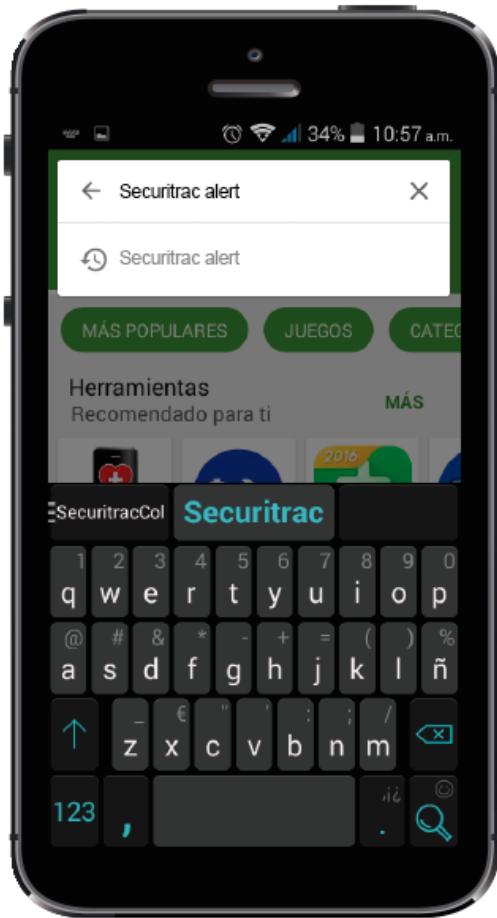 34% 10:57 a.m.
Securitrac alert
Securitrac alert
MÁS POPULARES JUEGOS CATEG
Herramientas
Recomendado para ti
MÁS
2016
SecuritracCol Securitrac
1 2 3 4 5 6 7 8 9 0
q w e r t y u i o p
@ # & * - + = ( ) %
a s d f g h j k l ñ
_ € " ' : ; /
z x c v b n m
123 , .